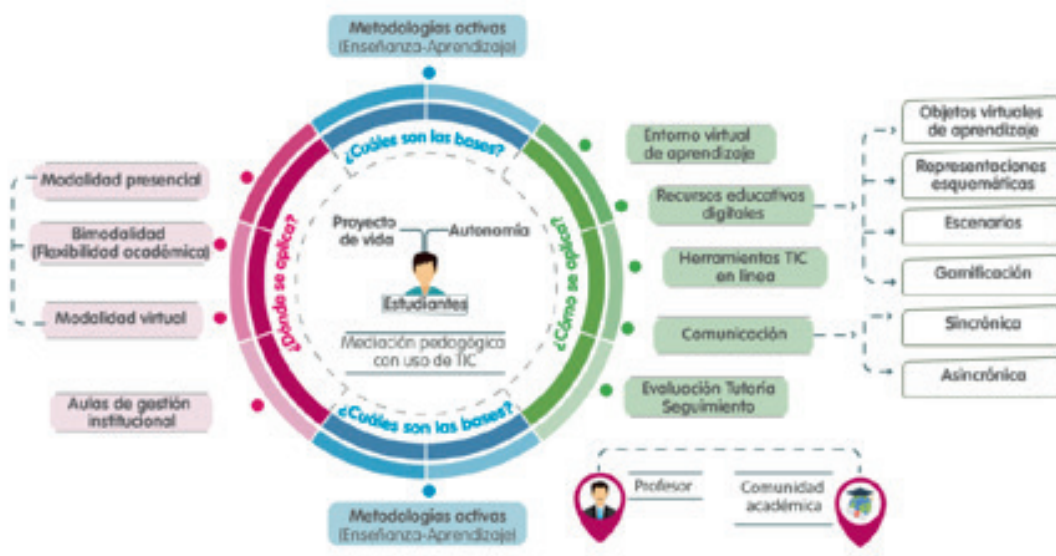 Metodologías activas
(Enseñanza-Aprendizaje)
¿Cuáles son las bases?
Modalidad presencial
Bimodalidad
(Flaxibilidad académica)
Modalidad virtual
Aulas de gestión
institucional
¿Dónde se aplica?
Proyecto
de vida
Autonomía
Estudiantes
Mediación pedagógica
con uso de TIC
¿Cómo se aplica?
Entorno virtual
de aprendizaje
Recursos educativos
digitales
Herramientas TIC
en línea
Comunicación
Evaluación Tutoría
Seguimiento
Objetos virtuales
de aprendizaje
Representaciones
esquemáticas
Escenarios
Gamificación
Sincrónica
Asincrónica
¿Cuáles son las bases?
Metodologías activas
(Enseñanza-Aprendizaje)
Profesor
Comunidad
académica